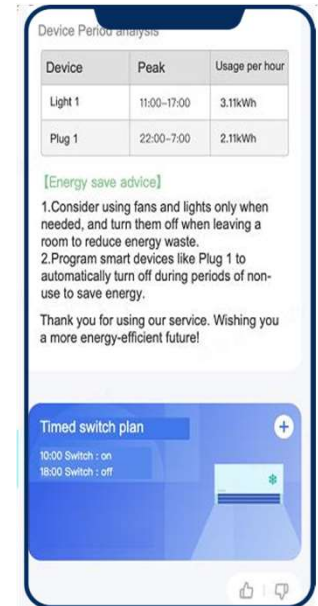 Device Period analysis
Device Peak Usage per hour
Light 1 11:00-17:00 3.11kWh
Plug 1 22:00-7:00 2.11kWh
【Energy save advice】
1.Consider using fans and lights only when
needed, and turn them off when leaving a
room to reduce energy waste.
2.Program smart devices like Plug 1 to
automatically turn off during periods of non-
use to save energy.
Thank you for using our service. Wishing you
a more energy-efficient future!
Timed switch plan
10:00 Switch : on
18:00 Switch : off